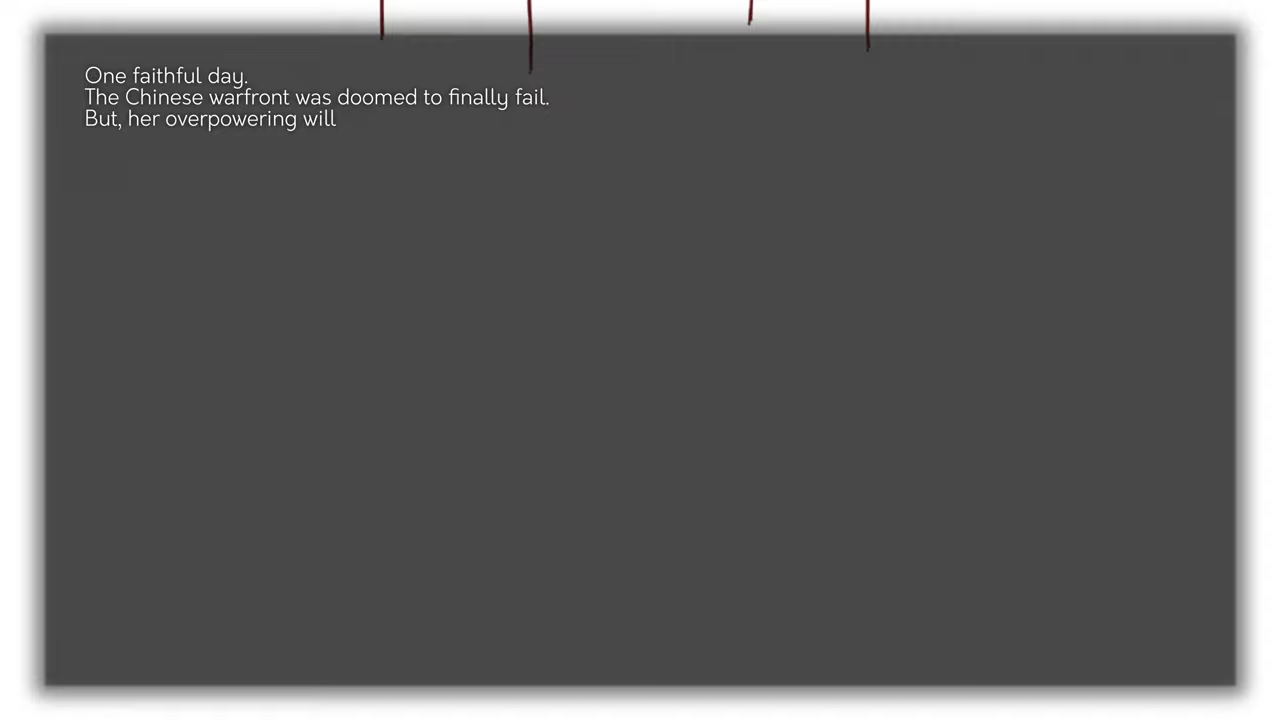 One faithful day.
The Chinese warfront was doomed to finally fail.
But, her overpowering will